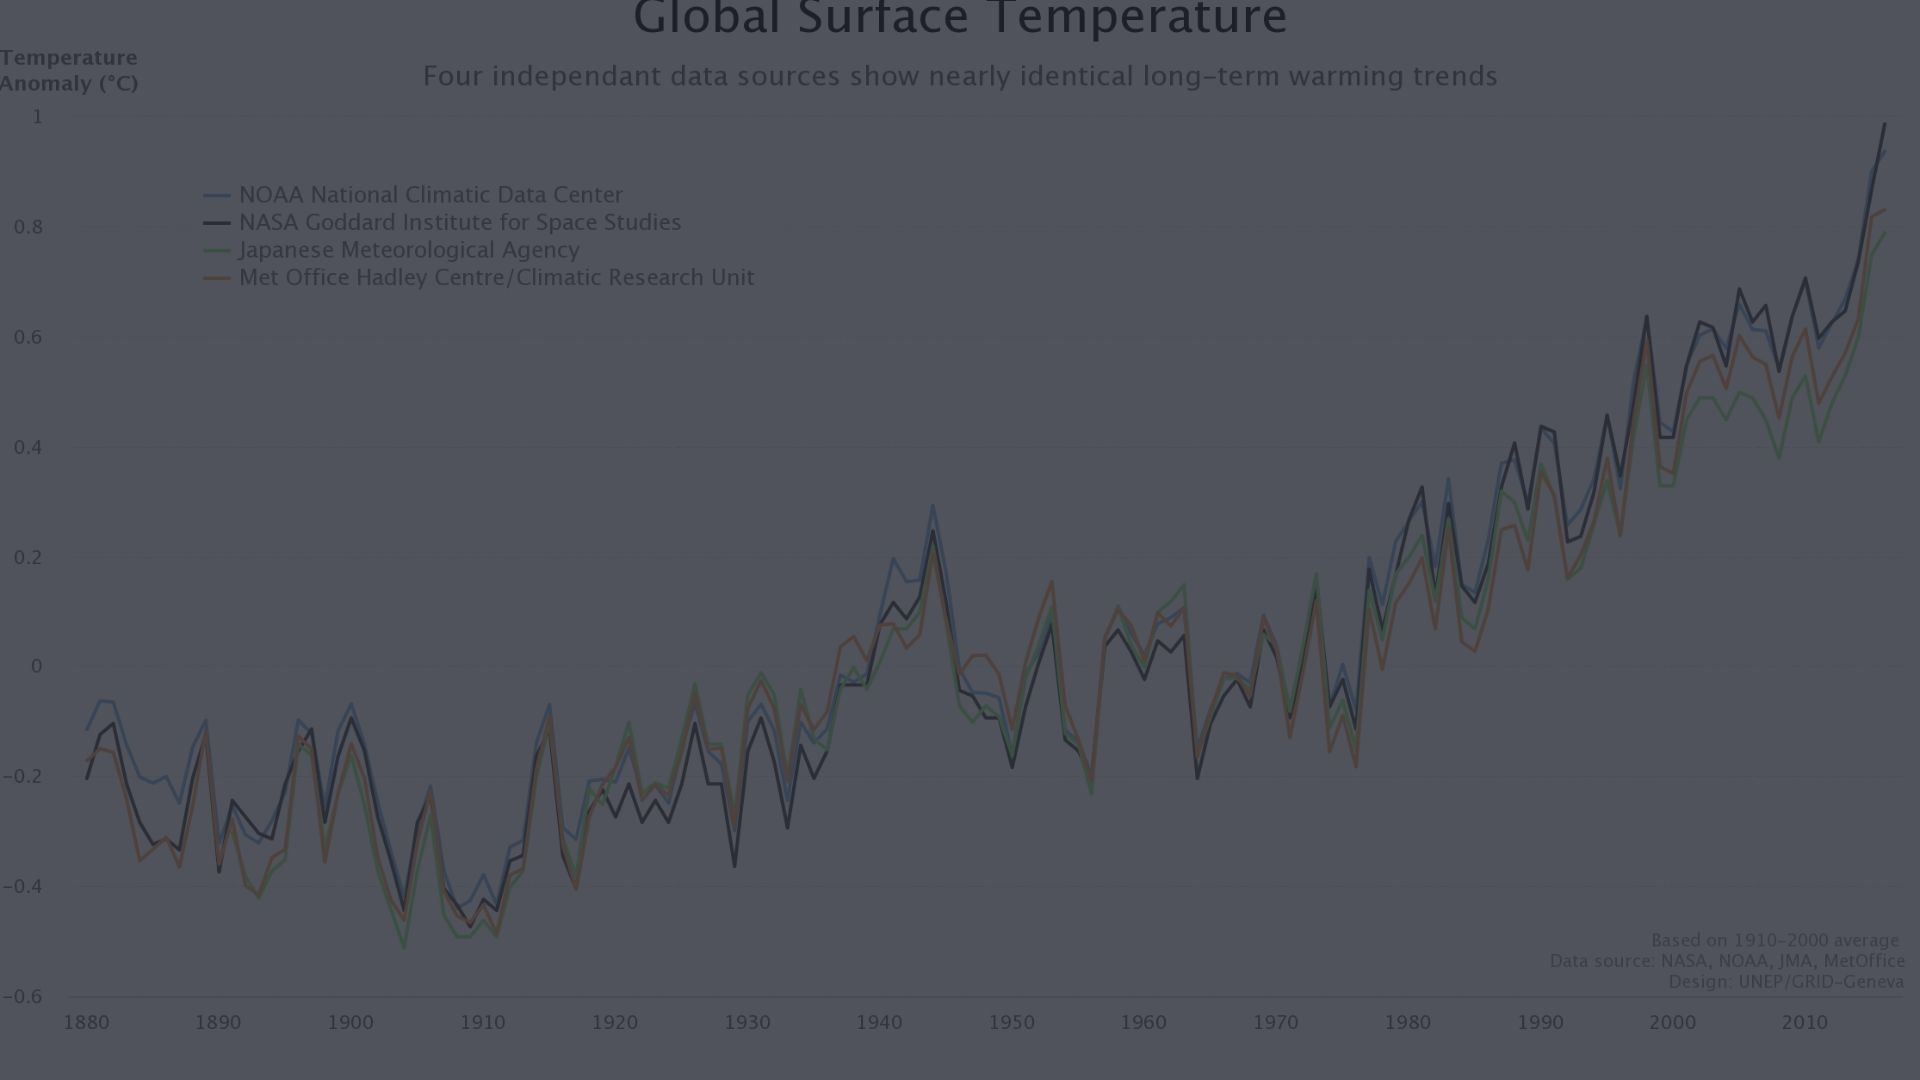 Global Surface Temperature
Temperature
Anomaly (°C)
Four independant data sources show nearly identical long-term warming trends
1
NOAA National Climatic Data Center
NASA Goddard Institute for Space Studies
0.8
Japanese Meteorological Agency
Met Office Hadley Centre/Climatic Research Unit
0.6
0.4
0.2
0
-0.2
-0.4
Based on 1910-2000 average
Data source: NASA, NOAA, JMA, MetOffice
Design: UNEP/GRID-Geneva
-0.6
1880 1890 1900 1910 1920 1930 1940 1950 1960 1970 1980 1990 2000 2010